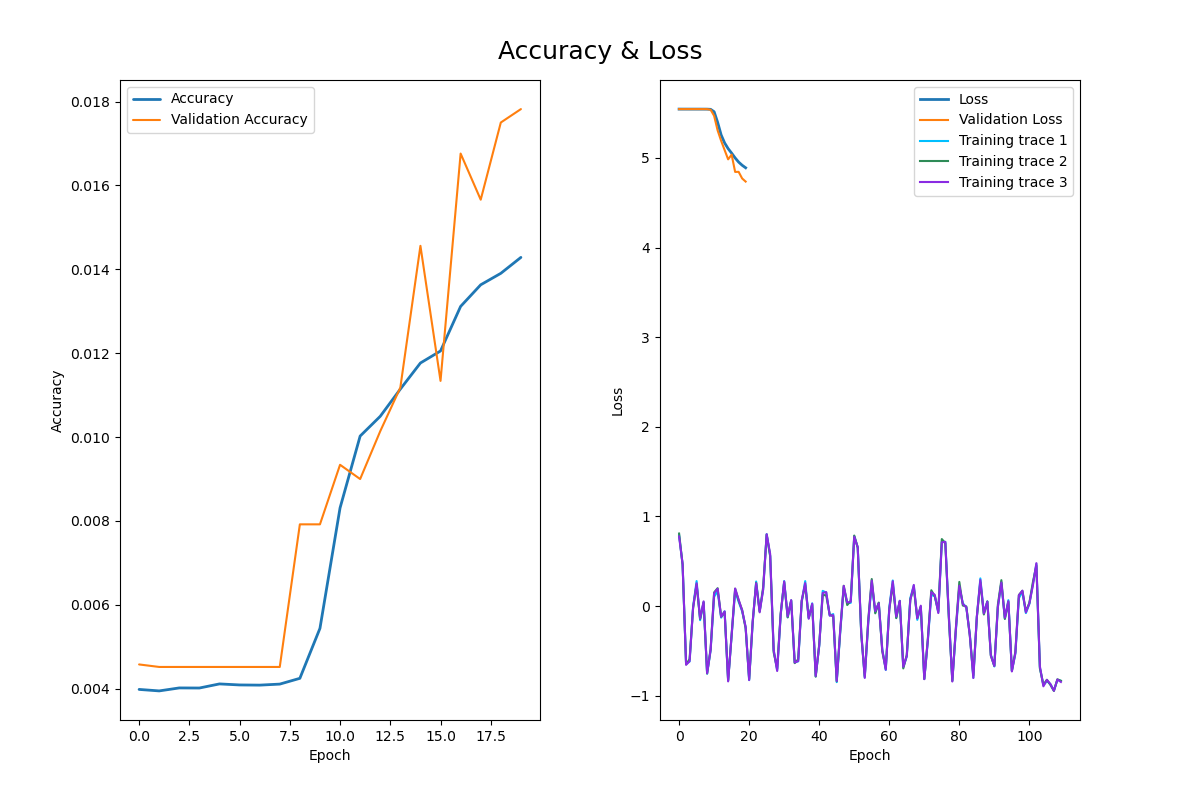 Accuracy & Loss
Accuracy
Validation Accuracy
0.018
0.016
0.014
0.012
0.010
0.008
0.006
0.004
Accuracy
0.0 2.5 5.0 7.5 10.0 12.5 15.0 17.5
Epoch
Loss
Validation Loss
Training trace 1
Training trace 2
Training trace 3
5
4
3
2
1
0
−1
Loss
0 20 40 60 80 100
Epoch